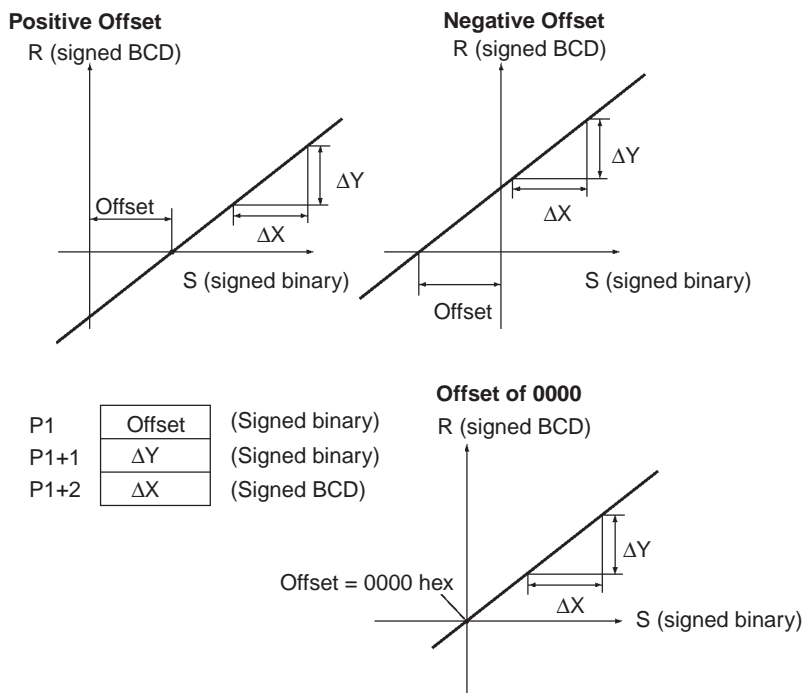 Positive Offset
R (signed BCD)
Offset
ΔY
ΔX
S (signed binary)
Negative Offset
R (signed BCD)
ΔY
ΔX
S (signed binary)
Offset
P1 Offset (Signed binary)
P1+1 ΔY (Signed binary)
P1+2 ΔX (Signed BCD)
Offset of 0000
R (signed BCD)
ΔY
Offset = 0000 hex
ΔX
S (signed binary)